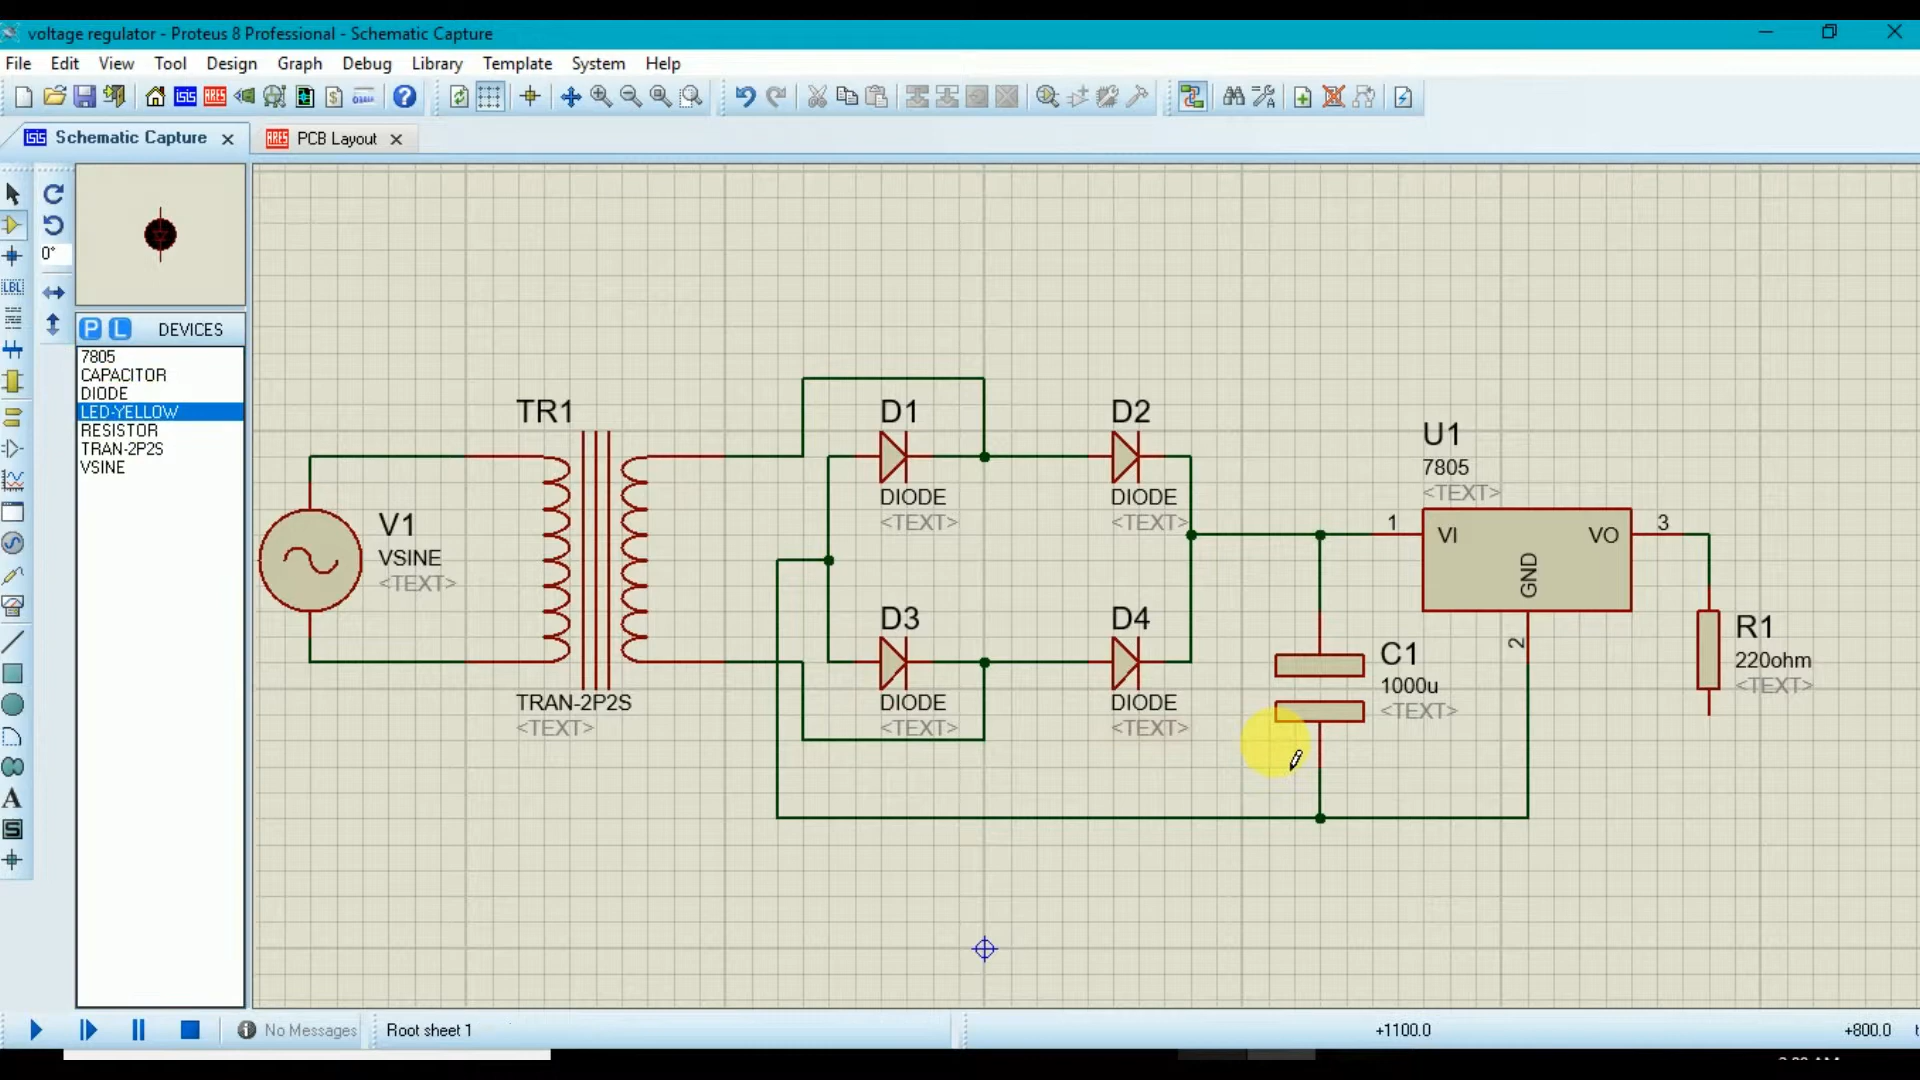 voltage regulator - Proteus 8 Professional - Schematic Capture
File Edit View Tool Design Graph Debug Library Template System Help
Schematic Capture
PCB Layout
0°
P L DEVICES
7805
CAPACITOR
DIODE
LED-YELLOW
RESISTOR
TRAN-2P2S
VSINE
LBL
A
S
V1
VSINE
<TEXT>
TR1
TRAN-2P2S
<TEXT>
D1
DIODE
<TEXT>
D2
DIODE
<TEXT>
D3
DIODE
<TEXT>
D4
DIODE
<TEXT>
C1
1000u
<TEXT>
U1
7805
<TEXT>
1
VI
VO
3
GND
2
R1
220ohm
<TEXT>
No Messages
Root sheet 1
+1100.0
+800.0